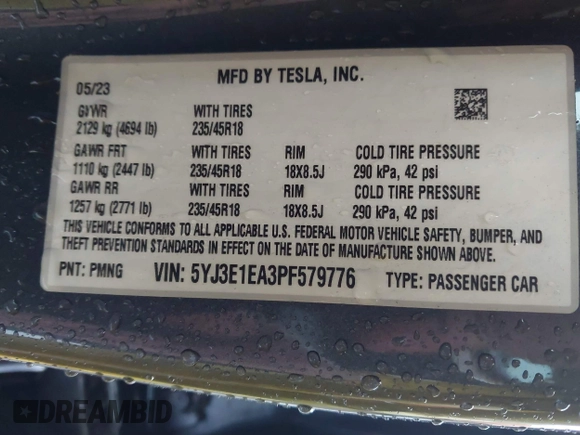 MFD BY TESLA, INC.
05/23
GVWR WITH TIRES
2129 kg (4694 lb) 235/45R18
GAWR FRT WITH TIRES RIM COLD TIRE PRESSURE
1110 kg (2447 lb) 235/45R18 18X8.5J 290 kPa, 42 psi
GAWR RR WITH TIRES RIM COLD TIRE PRESSURE
1257 kg (2771 lb) 235/45R18 18X8.5J 290 kPa, 42 psi
THIS VEHICLE CONFORMS TO ALL APPLICABLE U.S. FEDERAL MOTOR VEHICLE SAFETY, BUMPER, AND
THEFT PREVENTION STANDARDS IN EFFECT ON THE DATE OF MANUFACTURE SHOWN ABOVE.
PNT: PMNG VIN: 5YJ3E1EA3PF579776 TYPE: PASSENGER CAR
DREAMBID